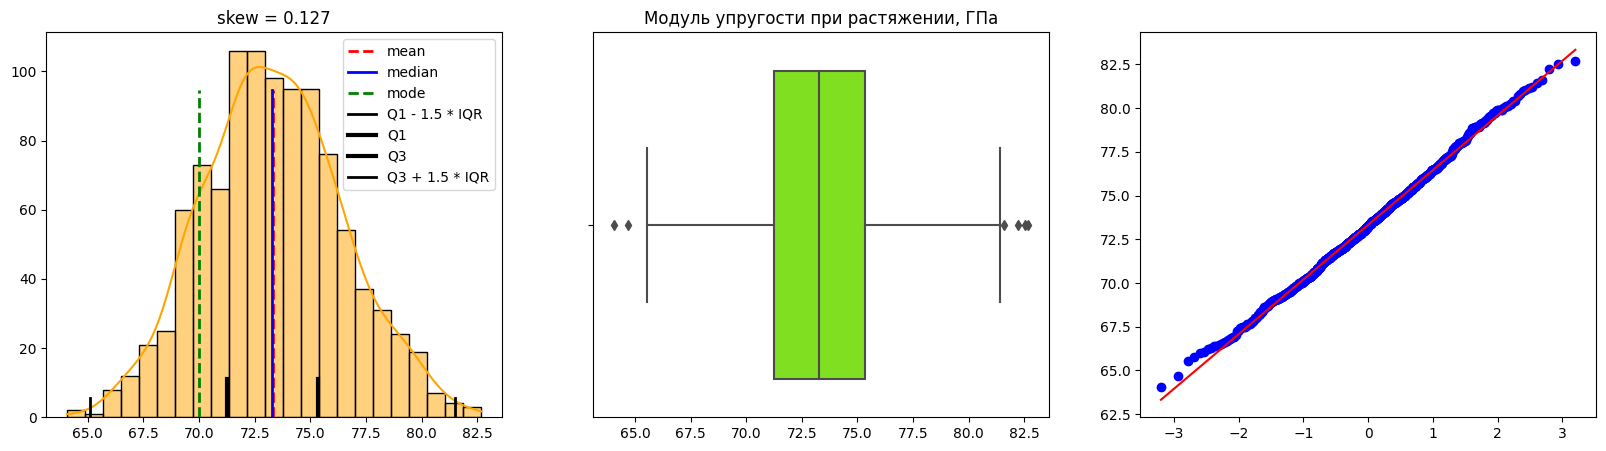 skew = 0.127
mean
median
mode
Q1 - 1.5 * IQR
Q1
Q3
Q3 + 1.5 * IQR
100
80
60
40
20
0
65.0 67.5 70.0 72.5 75.0 77.5 80.0 82.5
Модуль упругости при растяжении, ГПа
65.0 67.5 70.0 72.5 75.0 77.5 80.0 82.5
82.5
80.0
77.5
75.0
72.5
70.0
67.5
65.0
62.5
−3 −2 −1 0 1 2 3